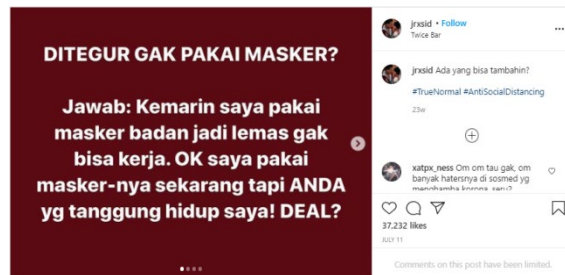 DITEGUR GAK PAKAI MASKER?
Jawab: Kemarin saya pakai
masker badan jadi lemas gak
bisa kerja. OK saya pakai
masker-nya sekarang tapi ANDA
yg tanggung hidup saya! DEAL?
jrxsid • Follow
Twice Bar
jrxsid Ada yang bisa tambahin?
#TrueNormal #AntiSocialDistancing
23w
xatpx_ness Om om tau gak, om
banyak hatersnya di sosmed yg
menghamba korona, seru?
37,232 likes
JULY 11
Comments on this post have been limited.